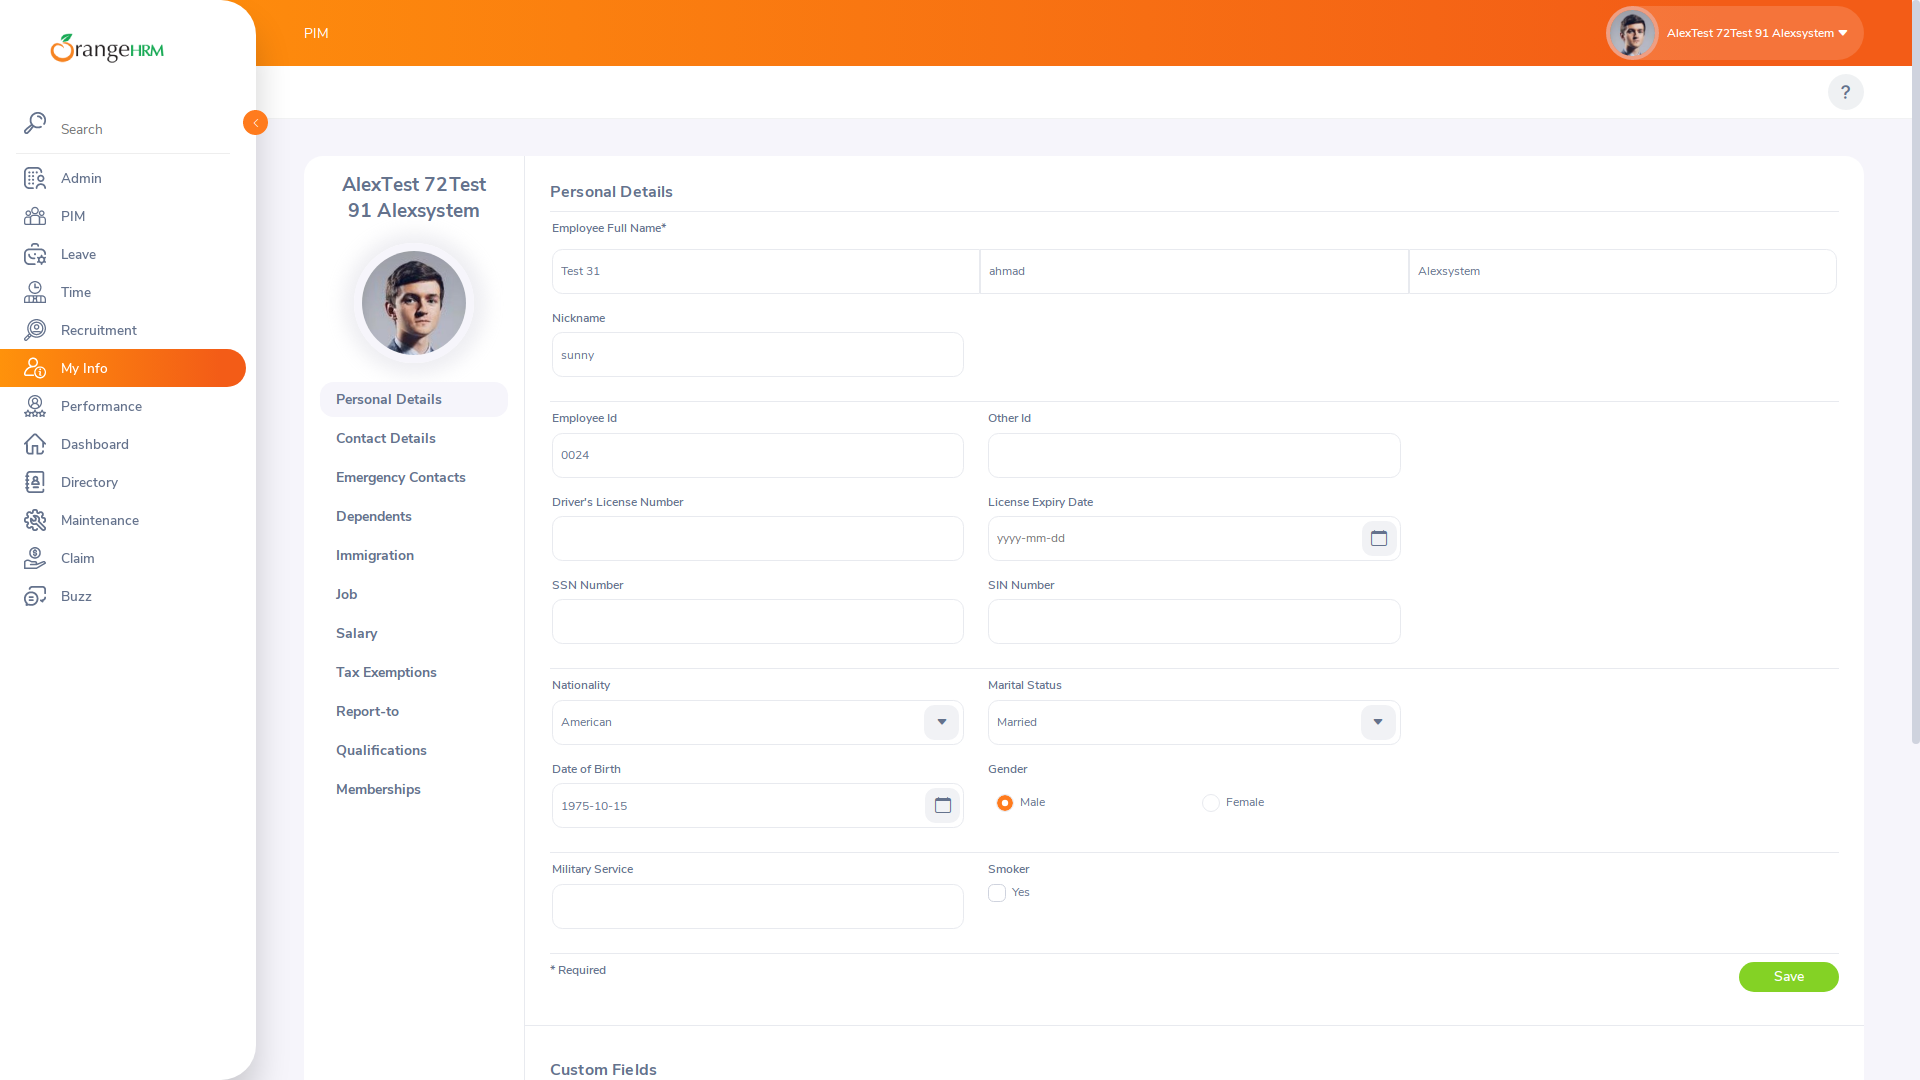 OrangeHRM
PIM
AlexTest 72Test 91 Alexsystem
?
Search
Admin
PIM
Leave
Time
Recruitment
My Info
Performance
Dashboard
Directory
Maintenance
Claim
Buzz
AlexTest 72Test
91 Alexsystem
Personal Details
Contact Details
Emergency Contacts
Dependents
Immigration
Job
Salary
Tax Exemptions
Report-to
Qualifications
Memberships
Personal Details
Employee Full Name*
Test 31 ahmad Alexsystem
Nickname
sunny
Employee Id Other Id
0024
Driver's License Number License Expiry Date
yyyy-mm-dd
SSN Number SIN Number
Nationality Marital Status
American Married
Date of Birth Gender
1975-10-15 Male Female
Military Service Smoker
Yes
* Required
Save
Custom Fields